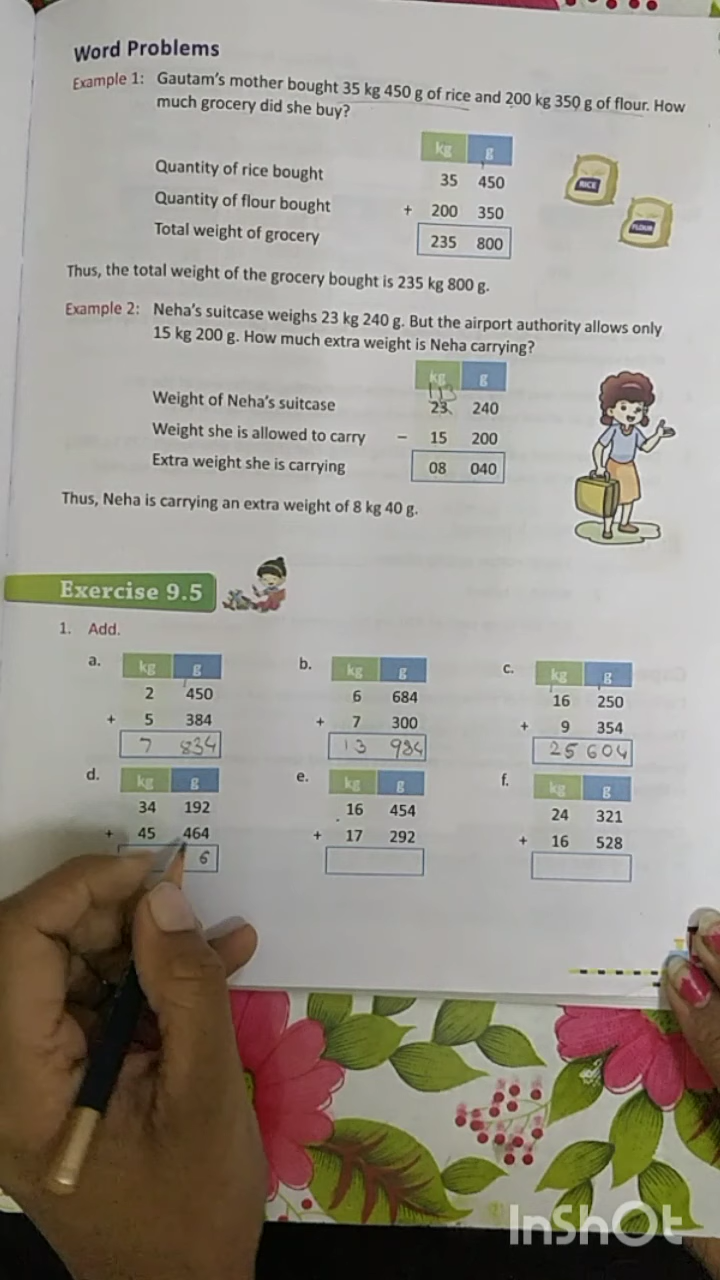 Word Problems
Example 1: Gautam's mother bought 35 kg 450 g of rice and 200 kg 350 g of flour. How
much grocery did she buy?
kg g
Quantity of rice bought 35 450
Quantity of flour bought + 200 350
Total weight of grocery 235 800
RICE
FLOUR
Thus, the total weight of the grocery bought is 235 kg 800 g.
Example 2: Neha's suitcase weighs 23 kg 240 g. But the airport authority allows only
15 kg 200 g. How much extra weight is Neha carrying?
kg g
1 13
Weight of Neha's suitcase 23 240
Weight she is allowed to carry - 15 200
Extra weight she is carrying 08 040
Thus, Neha is carrying an extra weight of 8 kg 40 g.
Exercise 9.5
1. Add.
a. kg g b. kg g c. kg g
2 450 6 684 16 250
+ 5 384 + 7 300 + 9 354
7 834 13 984 25 604
d. kg g e. kg g f. kg g
34 192 16 454 24 321
+ 45 464 + 17 292 + 16 528
6
InShOt